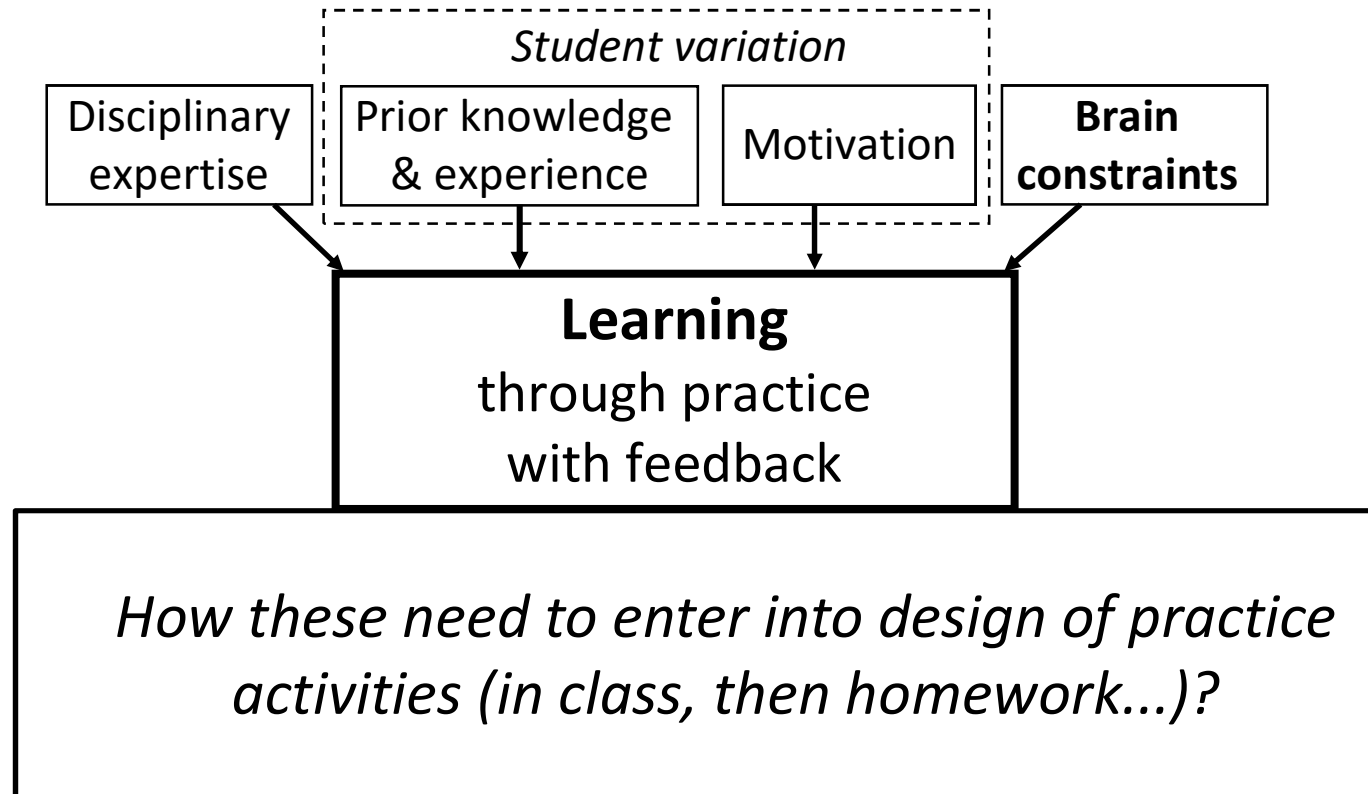 Student variation
Disciplinary
expertise
Prior knowledge
& experience
Motivation
Brain
constraints
Learning
through practice
with feedback
How these need to enter into design of practice
activities (in class, then homework...)?